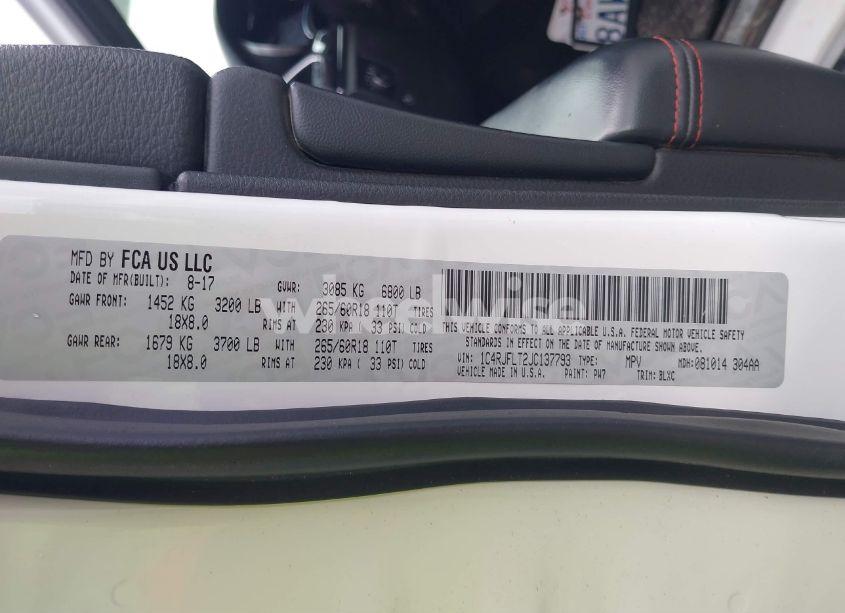 8AV
MFD BY FCA US LLC
DATE OF MFR(BUILT): 8-17 GVWR: 3085 KG 6800 LB
GAWR FRONT: 1452 KG 3200 LB WITH 265/60R18 110T TIRES
18X8.0 RIMS AT 230 KPA ( 33 PSI) COLD
GAWR REAR: 1679 KG 3700 LB WITH 265/60R18 110T TIRES
18X8.0 RIMS AT 230 KPA ( 33 PSI) COLD
THIS VEHICLE CONFORMS TO ALL APPLICABLE U.S.A. FEDERAL MOTOR VEHICLE SAFETY
STANDARDS IN EFFECT ON THE DATE OF MANUFACTURE SHOWN ABOVE.
VIN: 1C4RJFLT2JC137793 TYPE: MPV MDH:081014 304AA
VEHICLE MADE IN U.S.A. PAINT: PW7 TRIM: BLXC
wheelwise